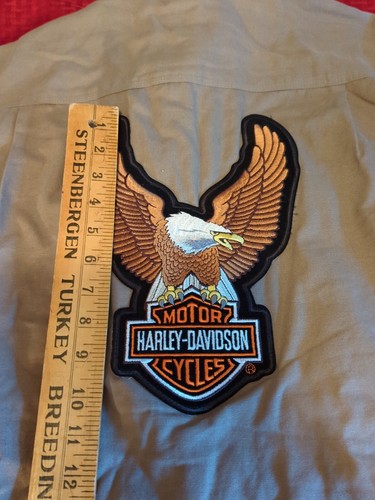 STEENBERGEN TURKEY BREEDIN
1 2 3 4 5 6 7 8 9 10 11 12
MOTOR
HARLEY-DAVIDSON
CYCLES
®